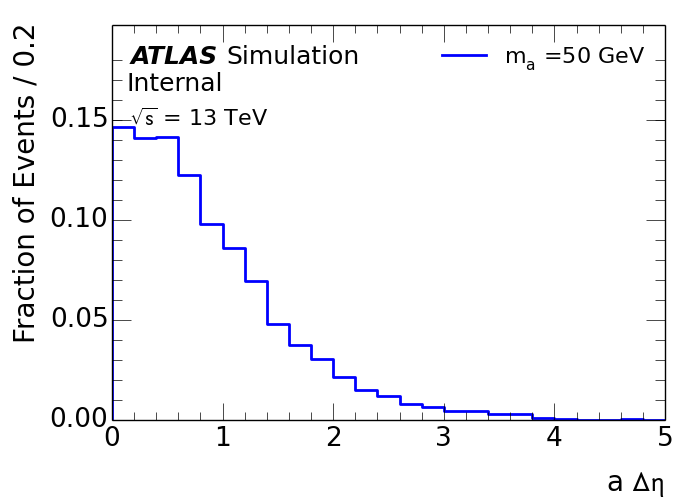 ATLAS Simulation
Internal
√s = 13 TeV
mₐ =50 GeV
Fraction of Events / 0.2
0.15
0.10
0.05
0.00
0 1 2 3 4 5
a Δη